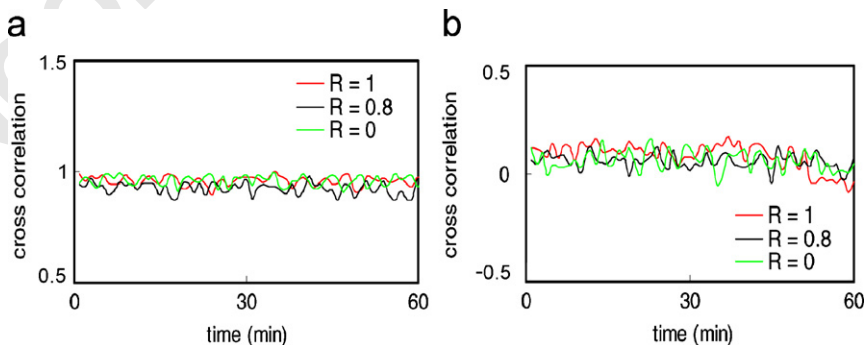 a
1.5
1
0.5
cross correlation
R = 1
R = 0.8
R = 0
0
30
60
time (min)
b
0.5
0
-0.5
cross correlation
R = 1
R = 0.8
R = 0
0
30
60
time (min)